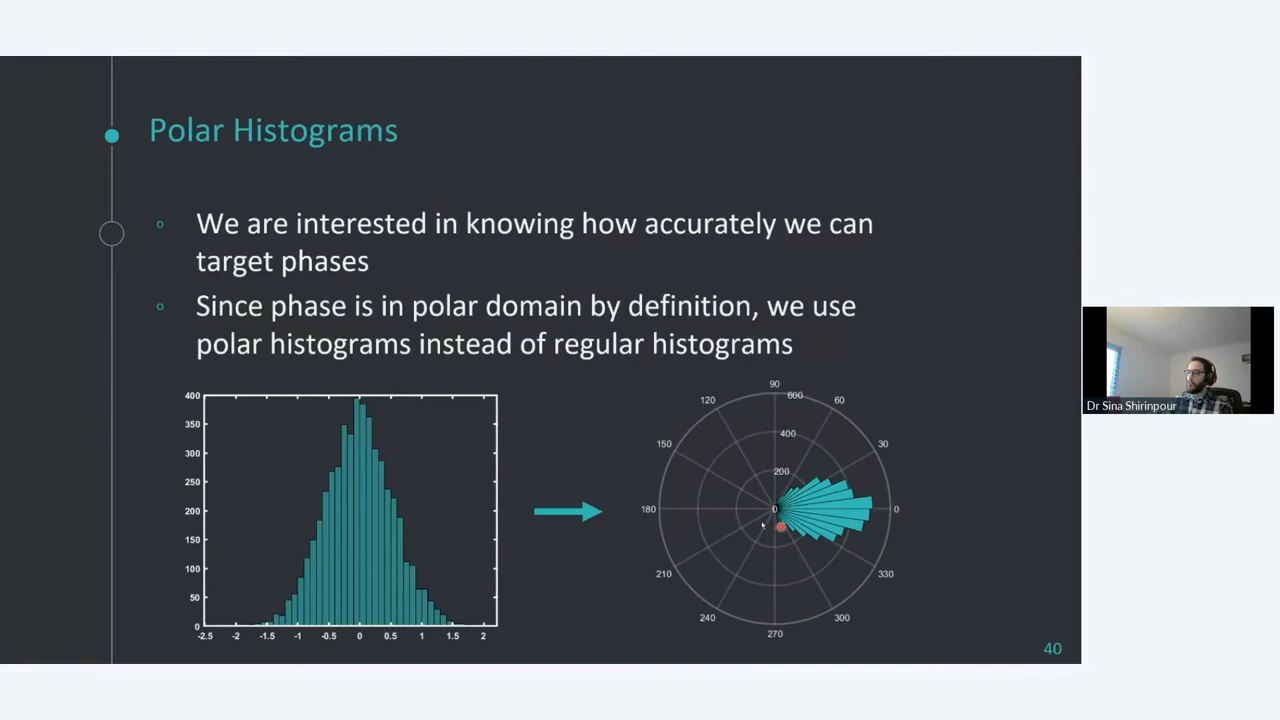 Polar Histograms
We are interested in knowing how accurately we can
target phases
Since phase is in polar domain by definition, we use
polar histograms instead of regular histograms
400
350
300
250
200
150
100
50
0
-2.5 -2 -1.5 -1 -0.5 0 0.5 1 1.5 2
90
120 600 60
150 400 30
200
180 0 0
210 330
240 300
270
40
Dr Sina Shirinpour